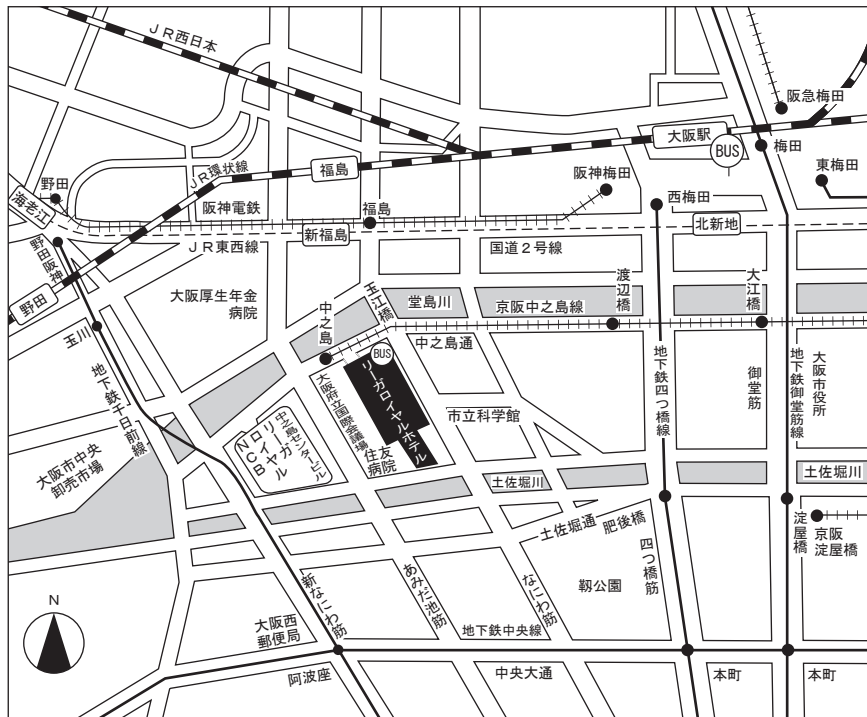 JR西日本
阪急梅田
大阪駅
BUS
梅田
東梅田
JR環状線
福島
阪神梅田
野田
海老江
阪神電鉄
福島
西梅田
北新地
新福島
JR東西線
国道2号線
野田阪神
野田
大阪厚生年金
病院
玉江橋
堂島川
京阪中之島線
渡辺橋
大江橋
中之島
玉川
中之島通
BUS
リーガロイヤルホテル
大阪府立国際会議場
地下鉄千日前線
地下鉄四つ橋線
御堂筋
地下鉄御堂筋線
大阪市役所
市立科学館
中之島センタービル
リーガ
ロイヤル
NCB
住友
病院
大阪市中央
卸売市場
土佐堀川
土佐堀川
土佐堀通
肥後橋
淀屋橋
京阪
淀屋橋
四つ橋筋
靱公園
なにわ筋
あみだ池筋
新なにわ筋
N
大阪西
郵便局
地下鉄中央線
阿波座
中央大通
本町
本町